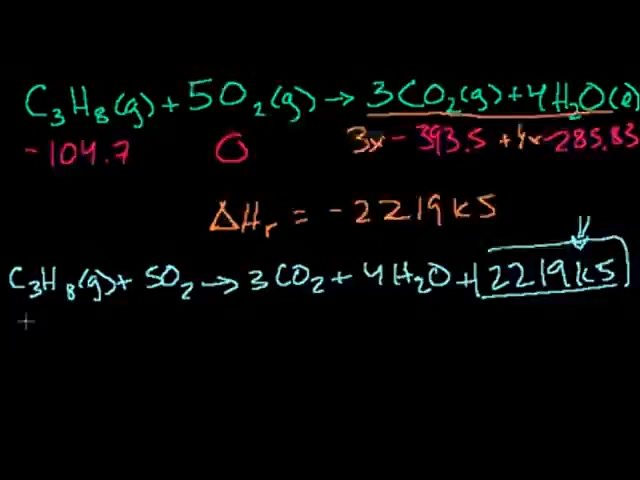 C₃H₈(g) + 5O₂(g) → 3CO₂(g) + 4H₂O(l)
-104.7 0 3x -393.5 + 4x -285.83
ΔHᵣ = -2219 kJ
C₃H₈(g) + 5O₂ → 3CO₂ + 4H₂O + 2219 kJ